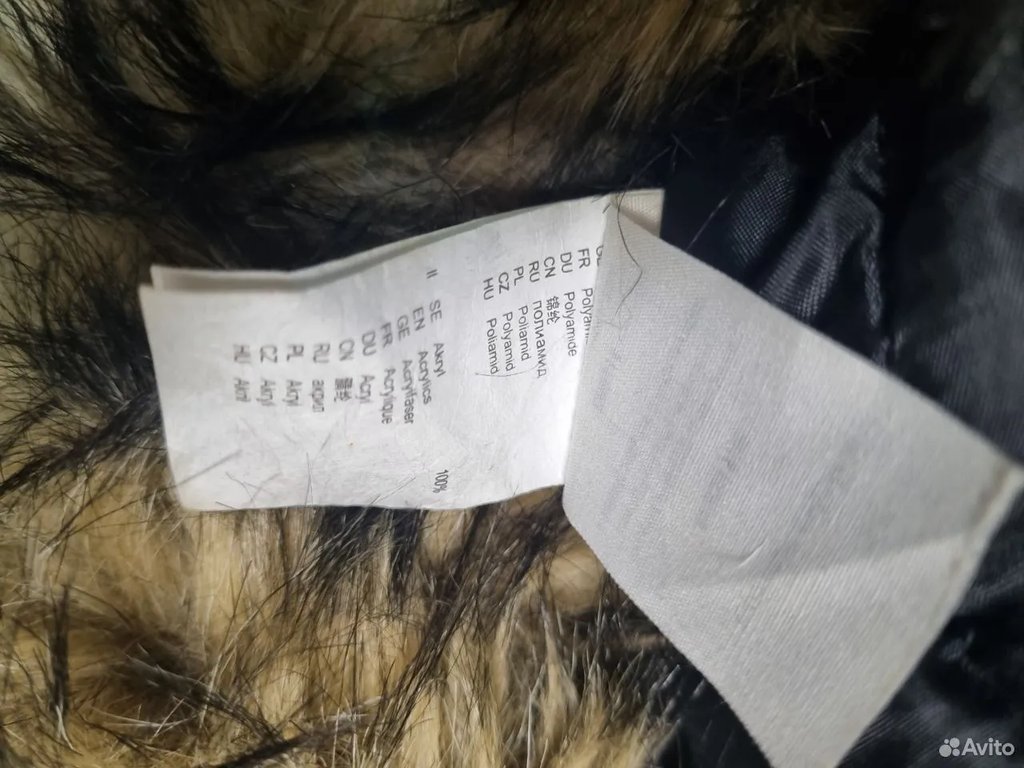 FR Polyamide
DU Polyamide
CN 锦纶
RU полиамид
PL Poliamid
CZ Polyamid
HU Poliamid
II SE Akryl 100%
EN Acrylics
GE Acrylfaser
FR Acrylique
DU Acryl
CN 腈纶
RU акрил
PL Akryl
CZ Akryl
HU Akril
Avito